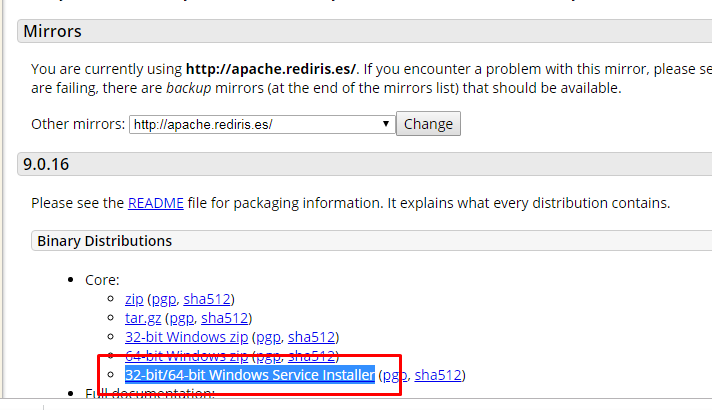 Mirrors
You are currently using http://apache.rediris.es/. If you encounter a problem with this mirror, please se
are failing, there are backup mirrors (at the end of the mirrors list) that should be available.
Other mirrors: http://apache.rediris.es/ Change
9.0.16
Please see the README file for packaging information. It explains what every distribution contains.
Binary Distributions
Core:
zip (pgp, sha512)
tar.gz (pgp, sha512)
32-bit Windows zip (pgp, sha512)
64-bit Windows zip (pgp, sha512)
32-bit/64-bit Windows Service Installer (pgp, sha512)
Full documentation: